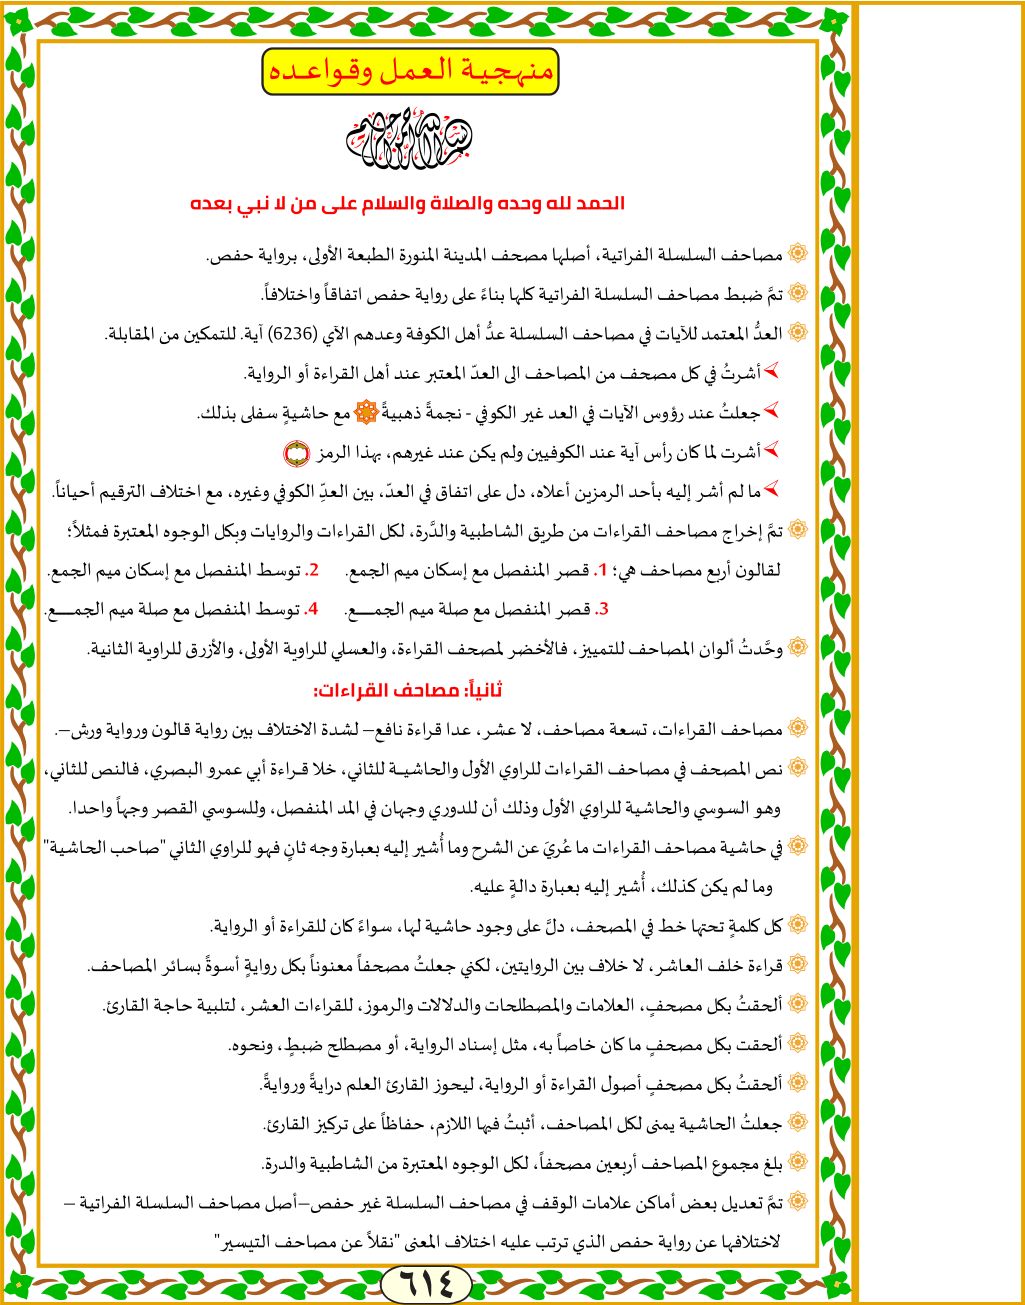 منهجية العمل وقواعده
بسم الله الرحمن الرحيم
الحمد لله وحده والصلاة والسلام على من لا نبي بعده
مصاحف السلسلة الفراتية، أصلها مصحف المدينة المنورة الطبعة الأولى، برواية حفص.
تمَّ ضبط مصاحف السلسلة الفراتية كلها بناءً على رواية حفص اتفاقاً واختلافاً.
العدُّ المعتمد للآيات في مصاحف السلسلة عدُّ أهل الكوفة وعدهم الآي (6236) آية. للتمكين من المقابلة.
أشرتُ في كل مصحف من المصاحف الى العدّ المعتبر عند أهل القراءة أو الرواية.
جعلتُ عند رؤوس الآيات في العد غير الكوفي - نجمةً ذهبيةً مع حاشيةٍ سفلى بذلك.
أشرت لما كان رأس آية عند الكوفيين ولم يكن عند غيرهم، بهذا الرمز
ما لم أشر إليه بأحد الرمزين أعلاه، دل على اتفاق في العدّ، بين العدِّ الكوفي وغيره، مع اختلاف الترقيم أحياناً.
تمَّ إخراج مصاحف القراءات من طريق الشاطبية والدَّرة، لكل القراءات والروايات وبكل الوجوه المعتبرة فمثلاً؛
لقالون أربع مصاحف هي؛ 1. قصر المنفصل مع إسكان ميم الجمع. 2. توسط المنفصل مع إسكان ميم الجمع.
3. قصر المنفصل مع صلة ميم الجمـــع. 4. توسط المنفصل مع صلة ميم الجمـــع.
وحَّدتُ ألوان المصاحف للتمييز، فالأخضر لمصحف القراءة، والعسلي للراوية الأولى، والأزرق للراوية الثانية.
ثانياً: مصاحف القراءات:
مصاحف القراءات، تسعة مصاحف، لا عشر، عدا قراءة نافع– لشدة الاختلاف بين رواية قالون ورواية ورش–.
نص المصحف في مصاحف القراءات للراوي الأول والحاشيـة للثاني، خلا قـراءة أبي عمرو البصري، فالنص للثاني،
وهو السوسي والحاشية للراوي الأول وذلك أن للدوري وجهان في المد المنفصل، وللسوسي القصر وجهاً واحدا.
في حاشية مصاحف القراءات ما عُريَ عن الشرح وما أُشير إليه بعبارة وجه ثانٍ فهو للراوي الثاني "صاحب الحاشية"
وما لم يكن كذلك، أُشير إليه بعبارة دالةٍ عليه.
كل كلمةٍ تحتها خط في المصحف، دلَّ على وجود حاشية لها، سواءً كان للقراءة أو الرواية.
قراءة خلف العاشر، لا خلاف بين الروايتين، لكني جعلتُ مصحفاً معنوناً بكل روايةٍ أسوةً بسائر المصاحف.
ألحقتُ بكل مصحفٍ، العلامات والمصطلحات والدلالات والرموز، للقراءات العشر، لتلبية حاجة القارئ.
ألحقت بكل مصحفٍ ما كان خاصاً به، مثل إسناد الرواية، أو مصطلح ضبطٍ، ونحوه.
ألحقتُ بكل مصحفٍ أصول القراءة أو الرواية، ليحوز القارئ العلم درايةً وروايةً.
جعلتُ الحاشية يمنى لكل المصاحف، أثبتُ فيها اللازم، حفاظاً على تركيز القارئ.
بلغ مجموع المصاحف أربعين مصحفاً، لكل الوجوه المعتبرة من الشاطبية والدرة.
تمَّ تعديل بعض أماكن علامات الوقف في مصاحف السلسلة غير حفص–أصل مصاحف السلسلة الفراتية –
لاختلافها عن رواية حفص الذي ترتب عليه اختلاف المعنى "نقلاً عن مصاحف التيسير"
٦١٤